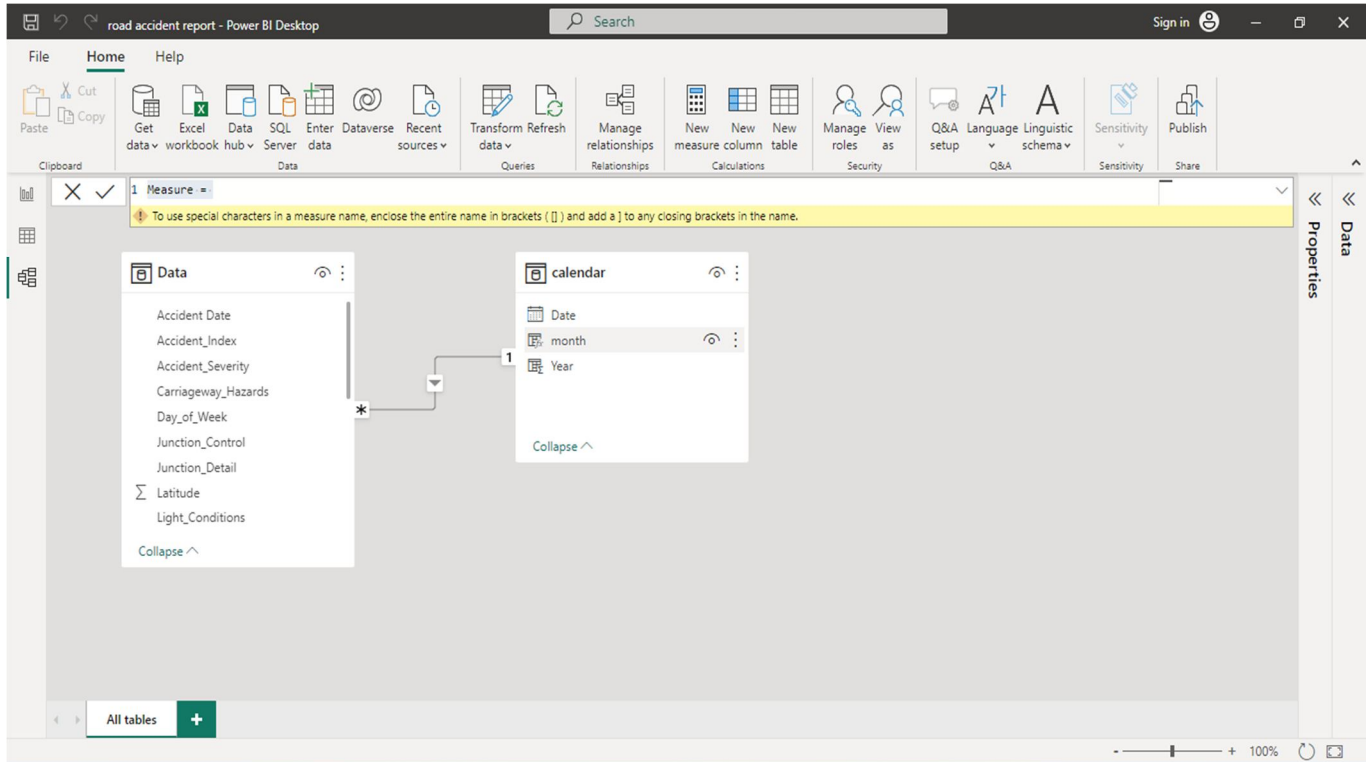 road accident report - Power BI Desktop
Search
Sign in
File Home Help
Paste
Cut
Copy
Clipboard
Get data
Excel workbook
Data hub
SQL Server
Enter data
Dataverse
Recent sources
Data
Transform data
Refresh
Queries
Manage relationships
Relationships
New measure
New column
New table
Calculations
Manage roles
View as
Security
Q&A setup
Language
Linguistic schema
Q&A
Sensitivity
Sensitivity
Publish
Share
1 Measure =
To use special characters in a measure name, enclose the entire name in brackets ( [] ) and add a ] to any closing brackets in the name.
Data
Accident Date
Accident_Index
Accident_Severity
Carriageway_Hazards
Day_of_Week
Junction_Control
Junction_Detail
Latitude
Light_Conditions
Collapse
*
1
calendar
Date
month
Year
Collapse
Properties
Data
All tables +
- + 100%